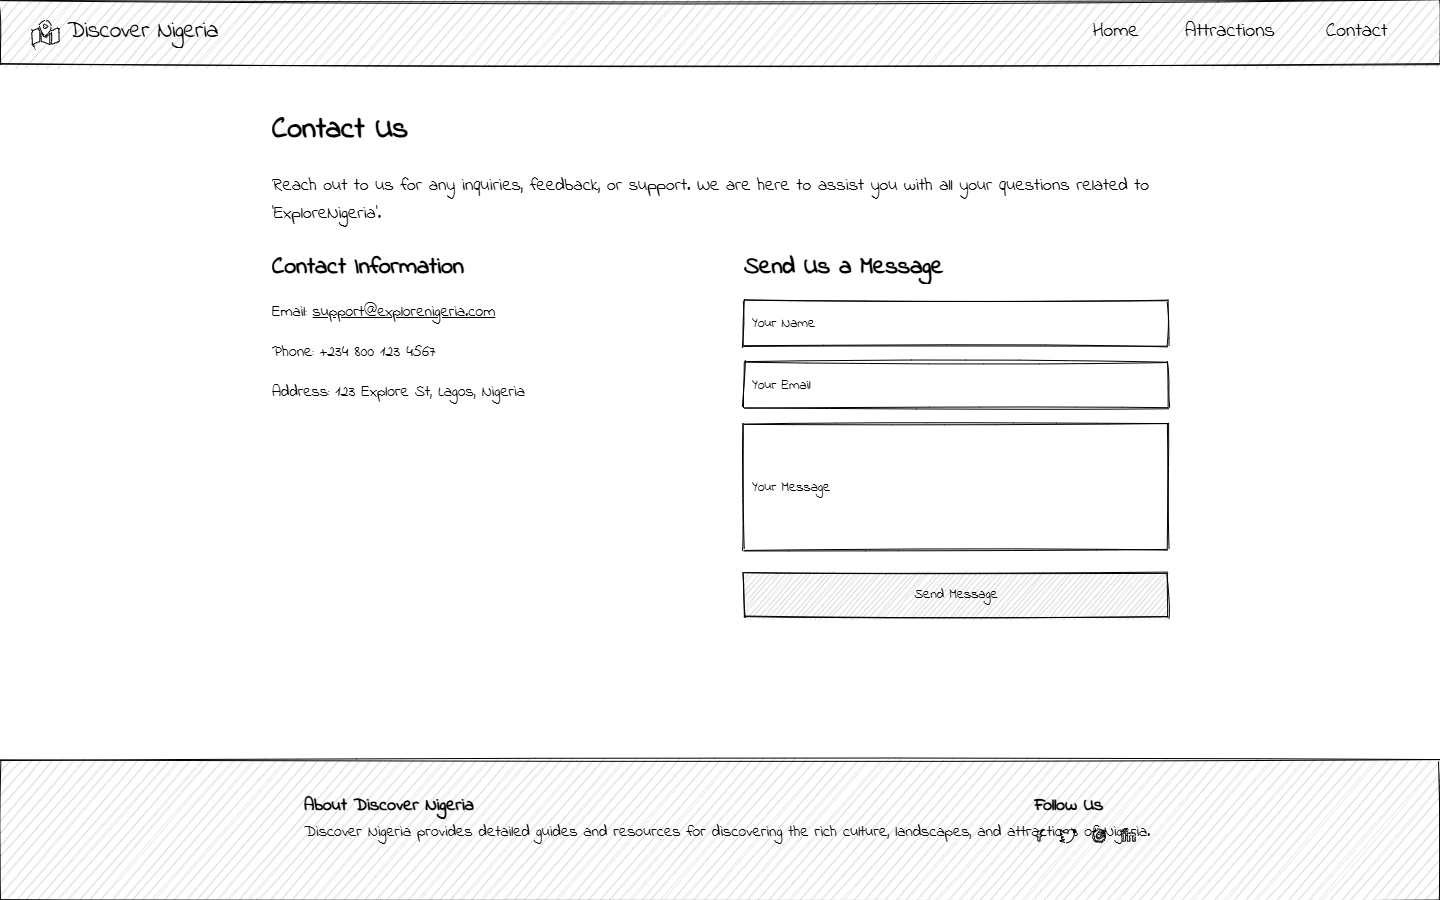 Discover Nigeria
Home Attractions Contact
Contact Us
Reach out to us for any inquiries, feedback, or support. We are here to assist you with all your questions related to
'ExploreNigeria'.
Contact Information
Email: support@explorenigeria.com
Phone: +234 800 123 4567
Address: 123 Explore St, Lagos, Nigeria
Send Us a Message
Your Name
Your Email
Your Message
Send Message
About Discover Nigeria
Discover Nigeria provides detailed guides and resources for discovering the rich culture, landscapes, and attractions of Nigeria.
Follow Us